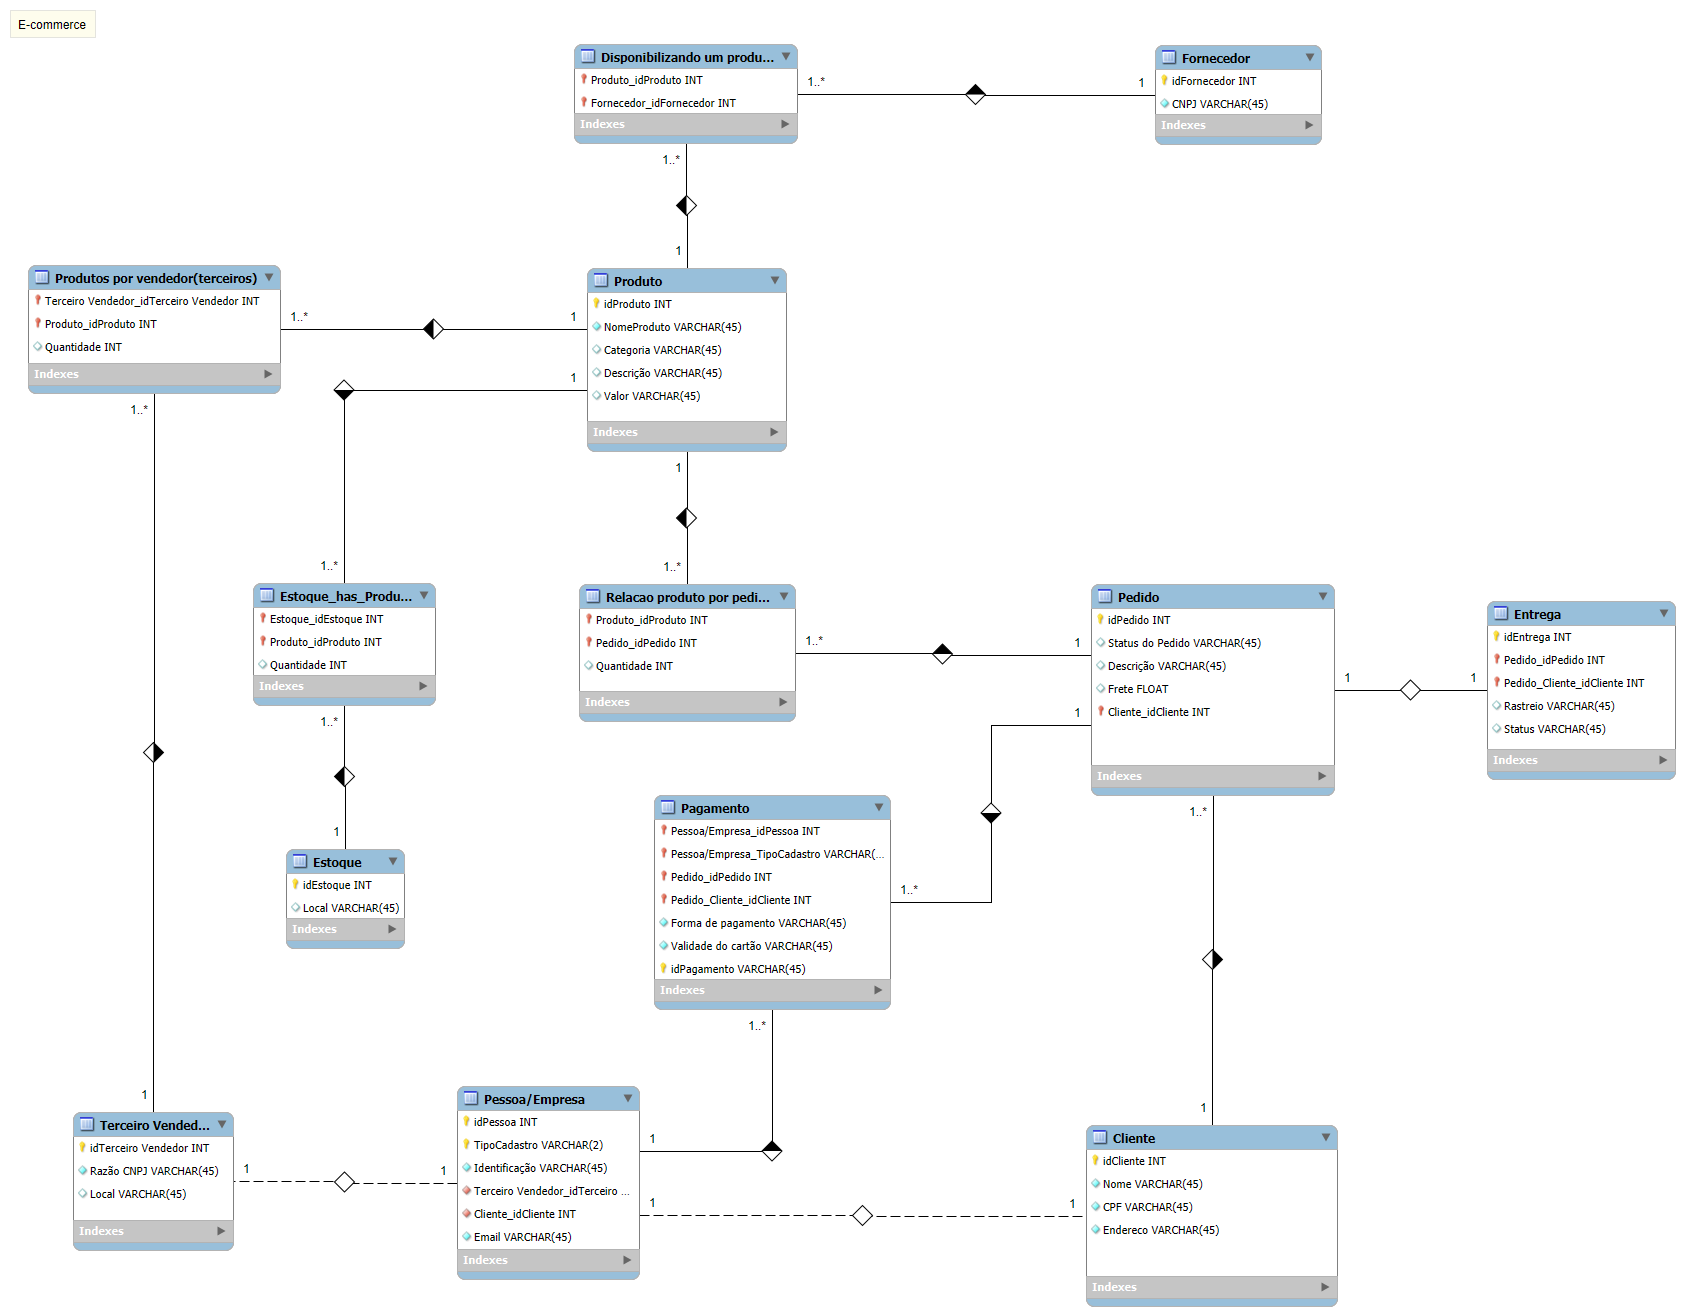 E-commerce
Disponibilizando um produ...
Produto_idProduto INT
Fornecedor_idFornecedor INT
Indexes
1..*
1
Fornecedor
idFornecedor INT
CNPJ VARCHAR(45)
Indexes
1..*
1
Produtos por vendedor(terceiros)
Terceiro Vendedor_idTerceiro Vendedor INT
Produto_idProduto INT
Quantidade INT
Indexes
1..*
1
1..*
Produto
idProduto INT
NomeProduto VARCHAR(45)
Categoria VARCHAR(45)
Descrição VARCHAR(45)
Valor VARCHAR(45)
Indexes
1
1
1..*
1..*
Estoque_has_Produ...
Estoque_idEstoque INT
Produto_idProduto INT
Quantidade INT
Indexes
1..*
1
Relacao produto por pedi...
Produto_idProduto INT
Pedido_idPedido INT
Quantidade INT
Indexes
1..*
1
Pedido
idPedido INT
Status do Pedido VARCHAR(45)
Descrição VARCHAR(45)
Frete FLOAT
Cliente_idCliente INT
Indexes
1
1
1
1..*
Entrega
idEntrega INT
Pedido_idPedido INT
Pedido_Cliente_idCliente INT
Rastreio VARCHAR(45)
Status VARCHAR(45)
Indexes
Estoque
idEstoque INT
Local VARCHAR(45)
Indexes
Pagamento
Pessoa/Empresa_idPessoa INT
Pessoa/Empresa_TipoCadastro VARCHAR(...
Pedido_idPedido INT
Pedido_Cliente_idCliente INT
Forma de pagamento VARCHAR(45)
Validade do cartão VARCHAR(45)
idPagamento VARCHAR(45)
Indexes
1..*
1..*
1
1
Terceiro Vended...
idTerceiro Vendedor INT
Razão CNPJ VARCHAR(45)
Local VARCHAR(45)
Indexes
1
1
Pessoa/Empresa
idPessoa INT
TipoCadastro VARCHAR(2)
Identificação VARCHAR(45)
Terceiro Vendedor_idTerceiro ...
Cliente_idCliente INT
Email VARCHAR(45)
Indexes
1
1
1
Cliente
idCliente INT
Nome VARCHAR(45)
CPF VARCHAR(45)
Endereco VARCHAR(45)
Indexes